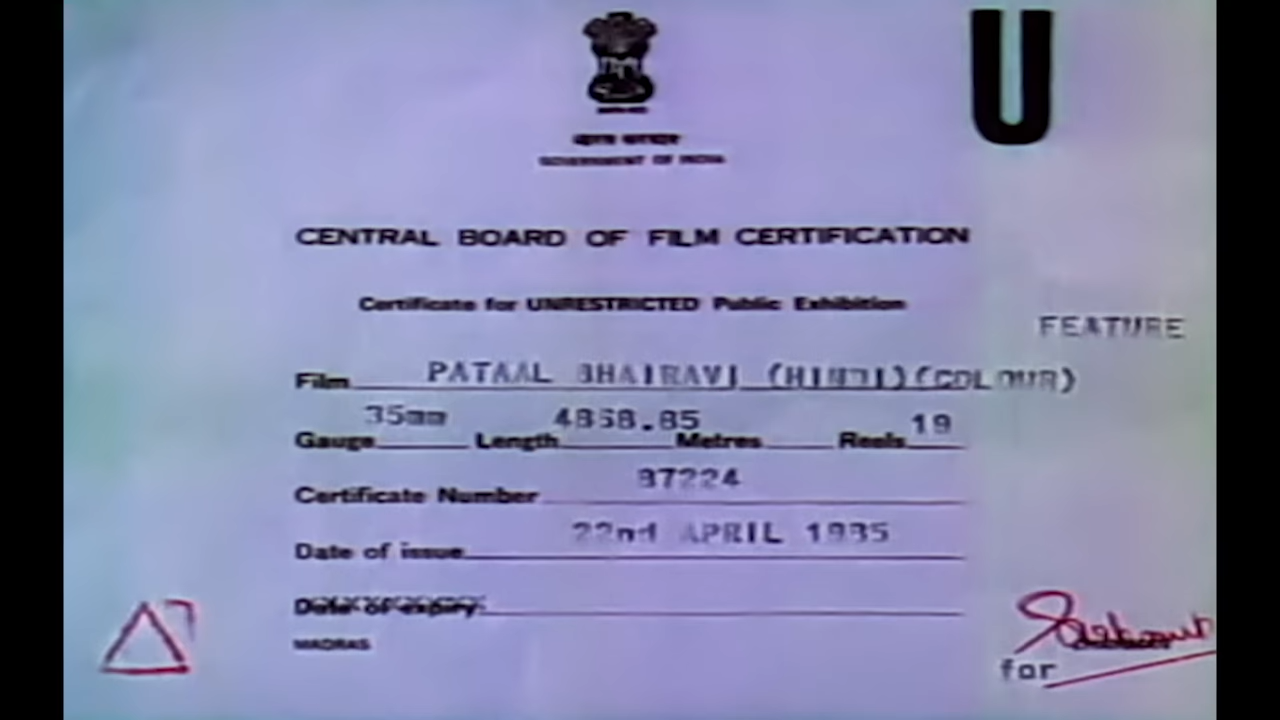 U
भारत सरकार
GOVERNMENT OF INDIA
CENTRAL BOARD OF FILM CERTIFICATION
Certificate for UNRESTRICTED Public Exhibition
FEATURE
Film PATAAL BHAIRAVI (HINDI)(COLOUR)
Gauge 35mm Length 4868.85 Metres Reels 19
Certificate Number 87224
Date of issue 22nd APRIL 1985
Date of expiry
MADRAS
for